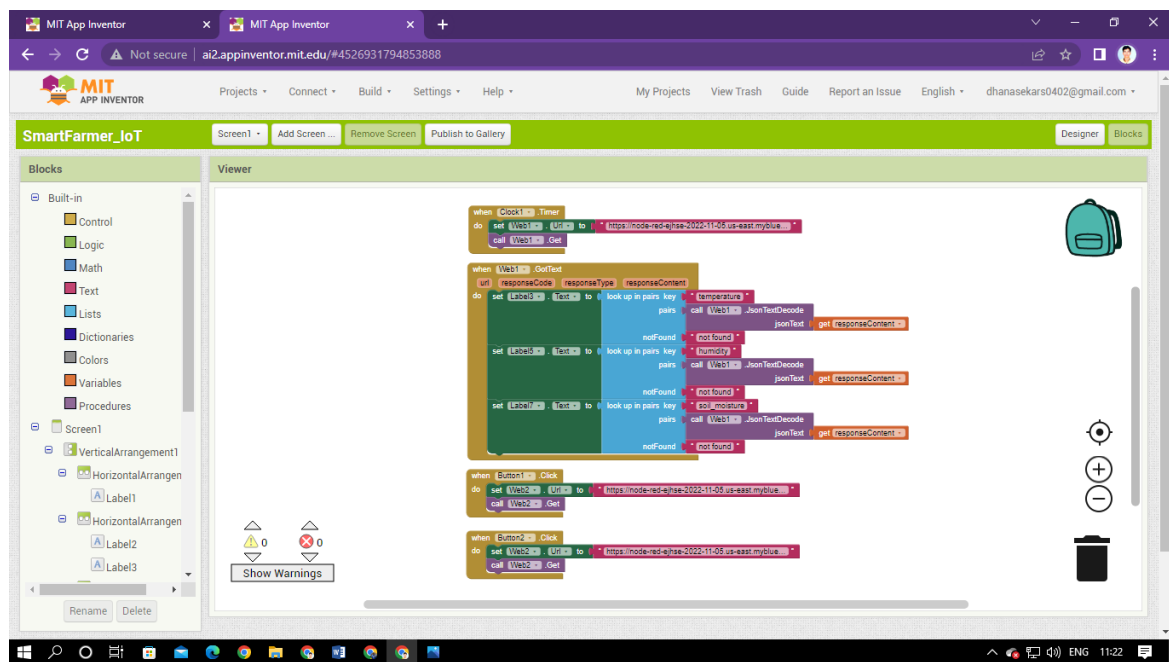 MIT App Inventor
MIT App Inventor
Not secure | ai2.appinventor.mit.edu/#4526931794853888
MIT
APP INVENTOR
Projects Connect Build Settings Help My Projects View Trash Guide Report an Issue English dhanasekars0402@gmail.com
SmartFarmer_IoT Screen1 Add Screen ... Remove Screen Publish to Gallery Designer Blocks
Blocks
Built-in
Control
Logic
Math
Text
Lists
Dictionaries
Colors
Variables
Procedures
Screen1
VerticalArrangement1
HorizontalArrangen
Label1
HorizontalArrangen
Label2
Label3
Rename Delete
Viewer
when Clock1 .Timer
do set Web1 . Url to " https://node-red-ejhse-2022-11-05.us-east.myblue... "
call Web1 .Get
when Web1 .GotText
url responseCode responseType responseContent
do set Label3 . Text to look up in pairs key " temperature "
pairs call Web1 .JsonTextDecode
jsonText get responseContent
notFound " not found "
set Label5 . Text to look up in pairs key " humidity "
pairs call Web1 .JsonTextDecode
jsonText get responseContent
notFound " not found "
set Label7 . Text to look up in pairs key " soil_moisture "
pairs call Web1 .JsonTextDecode
jsonText get responseContent
notFound " not found "
when Button1 .Click
do set Web2 . Url to " https://node-red-ejhse-2022-11-05.us-east.myblue... "
call Web2 .Get
when Button2 .Click
do set Web2 . Url to " https://node-red-ejhse-2022-11-05.us-east.myblue... "
call Web2 .Get
0 0
Show Warnings
ENG 11:22